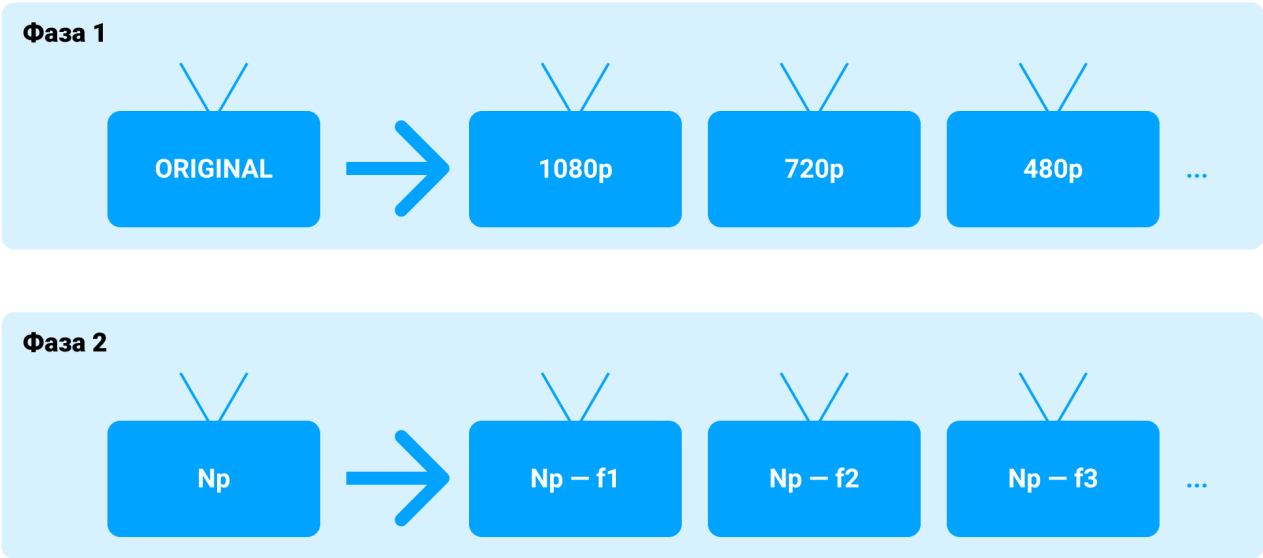 Фаза 1
ORIGINAL
1080p
720p
480p
...
Фаза 2
Np
Np — f1
Np — f2
Np — f3
...